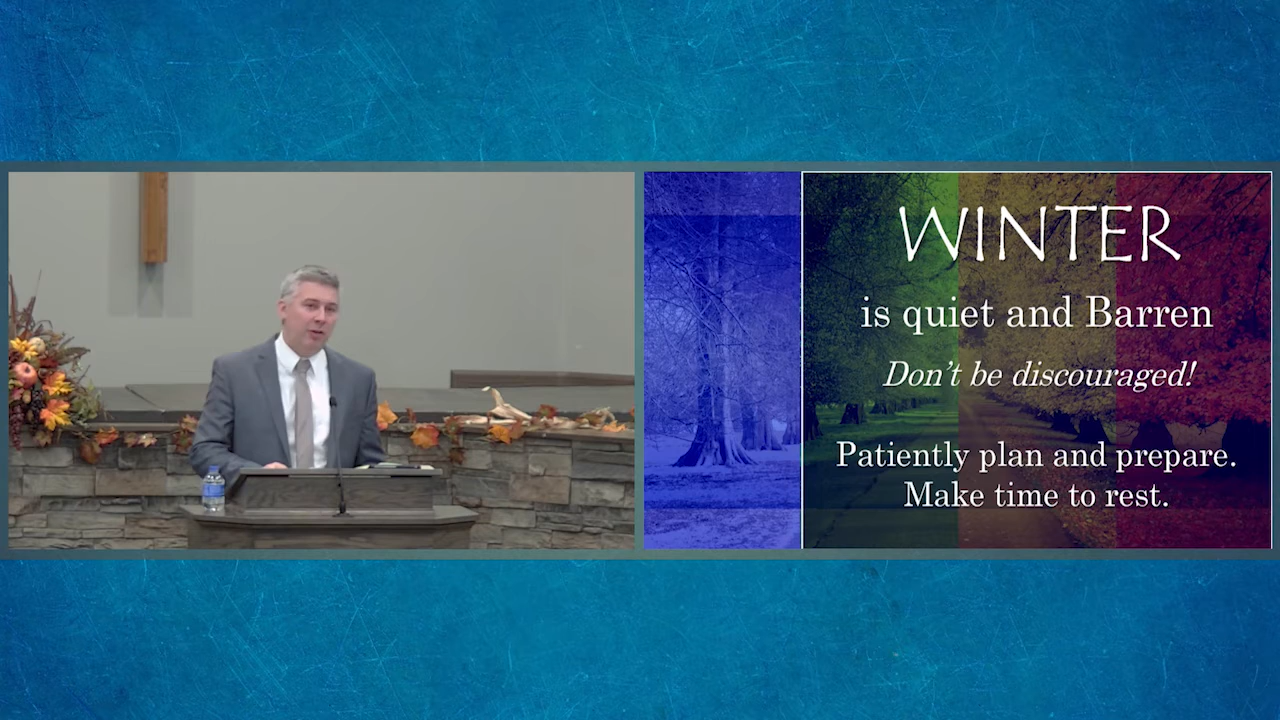 WINTER
is quiet and Barren
Don't be discouraged!
Patiently plan and prepare.
Make time to rest.